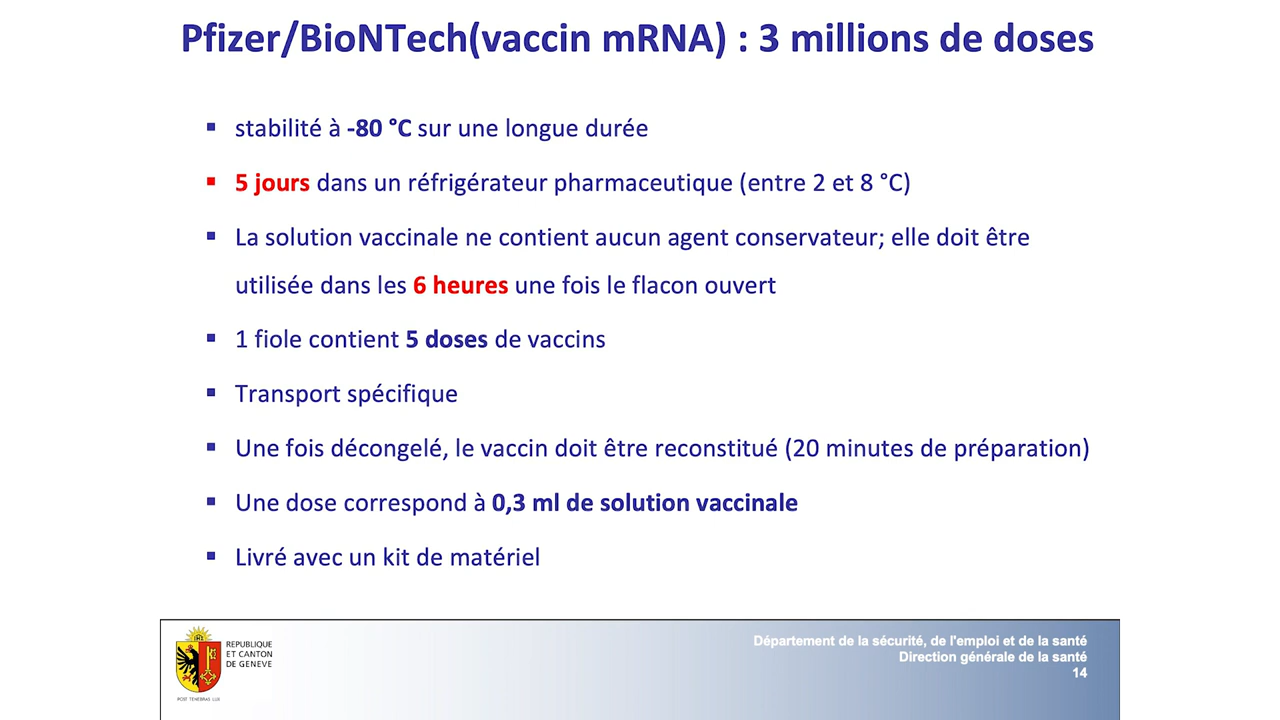 Pfizer/BioNTech(vaccin mRNA) : 3 millions de doses
stabilité à -80 °C sur une longue durée
5 jours dans un réfrigérateur pharmaceutique (entre 2 et 8 °C)
La solution vaccinale ne contient aucun agent conservateur; elle doit être
utilisée dans les 6 heures une fois le flacon ouvert
1 fiole contient 5 doses de vaccins
Transport spécifique
Une fois décongelé, le vaccin doit être reconstitué (20 minutes de préparation)
Une dose correspond à 0,3 ml de solution vaccinale
Livré avec un kit de matériel
REPUBLIQUE
ET CANTON
DE GENEVE
POST TENEBRAS LUX
Département de la sécurité, de l'emploi et de la santé
Direction générale de la santé
14